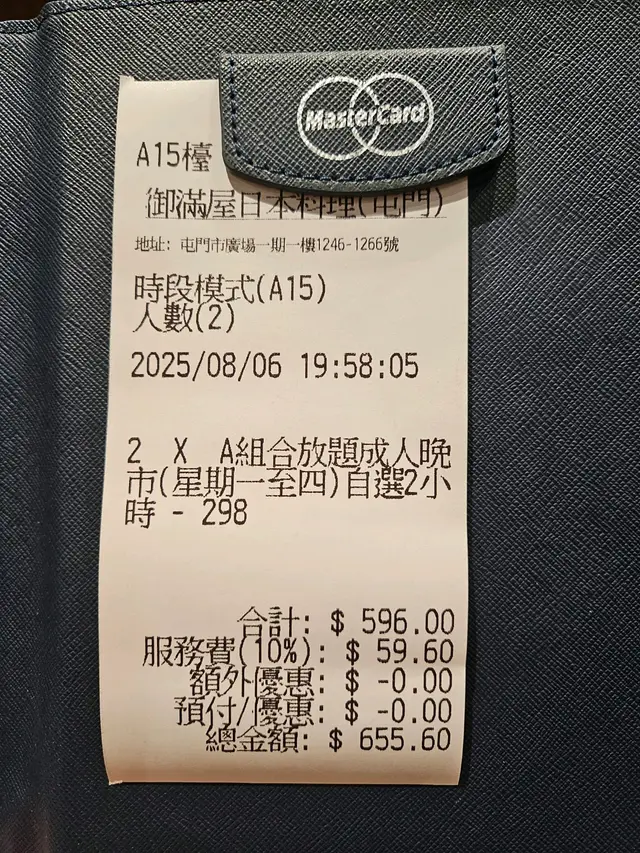 MasterCard
A15檯
御滿屋日本料理(屯門)
地址: 屯門市廣場一期一樓1246-1266號
時段模式(A15)
人數(2)
2025/08/06 19:58:05
2 X A組合放題成人晚
市(星期一至四)自選2小
時 - 298
合計: $ 596.00
服務費(10%): $ 59.60
額外優惠: $ -0.00
預付/優惠: $ -0.00
總金額: $ 655.60